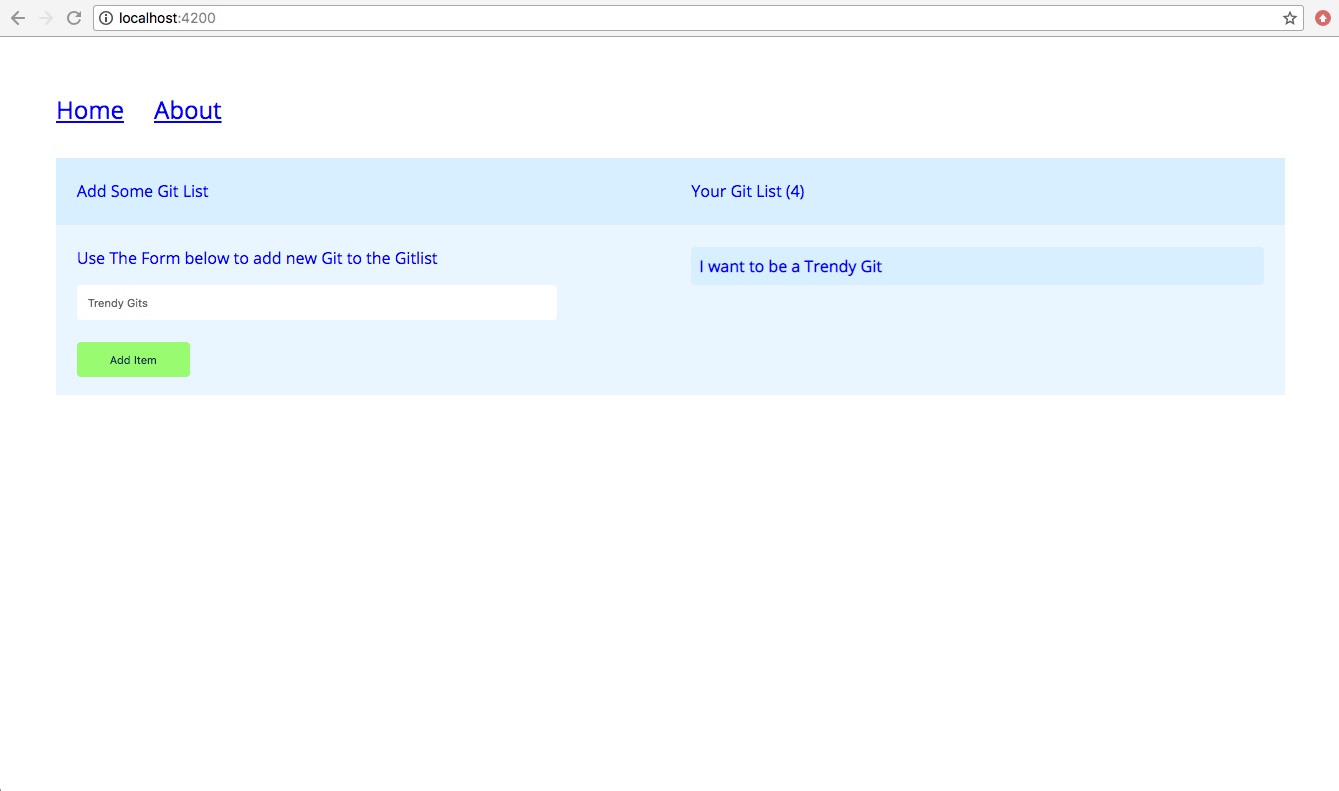 localhost:4200
Home About
Add Some Git List
Your Git List (4)
Use The Form below to add new Git to the Gitlist
I want to be a Trendy Git
Trendy Gits
Add Item